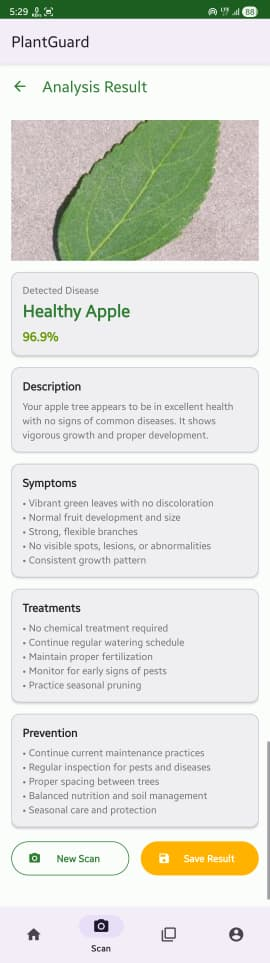 5:29 0 KB/s LTE 88
PlantGuard
← Analysis Result
Detected Disease
Healthy Apple
96.9%
Description
Your apple tree appears to be in excellent health
with no signs of common diseases. It shows
vigorous growth and proper development.
Symptoms
• Vibrant green leaves with no discoloration
• Normal fruit development and size
• Strong, flexible branches
• No visible spots, lesions, or abnormalities
• Consistent growth pattern
Treatments
• No chemical treatment required
• Continue regular watering schedule
• Maintain proper fertilization
• Monitor for early signs of pests
• Practice seasonal pruning
Prevention
• Continue current maintenance practices
• Regular inspection for pests and diseases
• Proper spacing between trees
• Balanced nutrition and soil management
• Seasonal care and protection
New Scan
Save Result
Scan